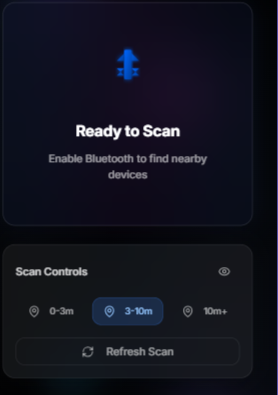 Ready to Scan
Enable Bluetooth to find nearby
devices
Scan Controls
0-3m
3-10m
10m+
Refresh Scan